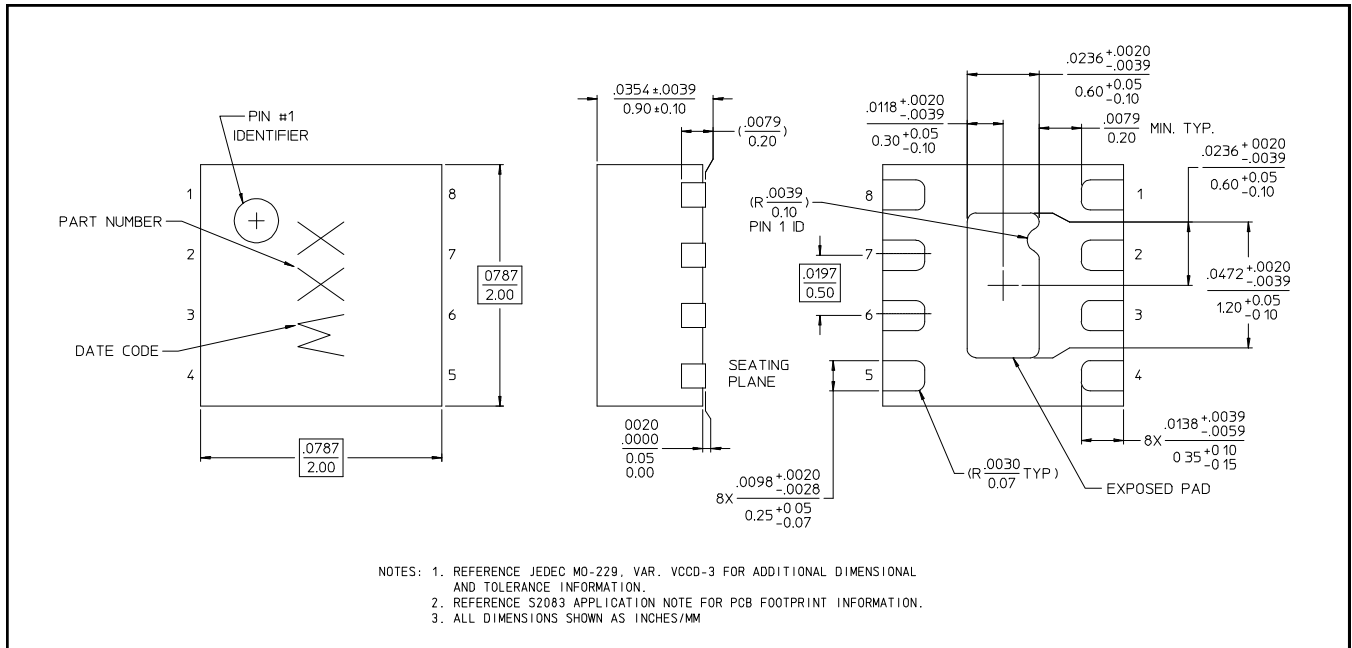 PIN #1
IDENTIFIER
PART NUMBER
DATE CODE
1
2
3
4
8
7
6
5
.0787
2.00
.0787
2.00
.0354 ±.0039
0.90 ±0.10
(.0079
0.20)
SEATING
PLANE
0020
.0000
0.05
0.00
.0236 +.0020
-.0039
0.60 +0.05
-0.10
.0118 +.0020
-.0039
0.30 +0.05
-0.10
.0079
0.20 MIN. TYP.
.0236 + 0020
-.0039
0.60 +0.05
-0.10
(R .0039
0.10)
PIN 1 ID
.0197
0.50
8
7
6
5
1
2
3
4
.0472 +.0020
-.0039
1.20 +0.05
-0 10
8X .0138 +.0039
-.0059
0 35 +0 10
-0 15
8X .0098 +.0020
-.0028
0.25 +0 05
-0.07
(R .0030
0.07 TYP)
EXPOSED PAD
NOTES: 1. REFERENCE JEDEC MO-229, VAR. VCCD-3 FOR ADDITIONAL DIMENSIONAL
AND TOLERANCE INFORMATION.
2. REFERENCE S2083 APPLICATION NOTE FOR PCB FOOTPRINT INFORMATION.
3. ALL DIMENSIONS SHOWN AS INCHES/MM